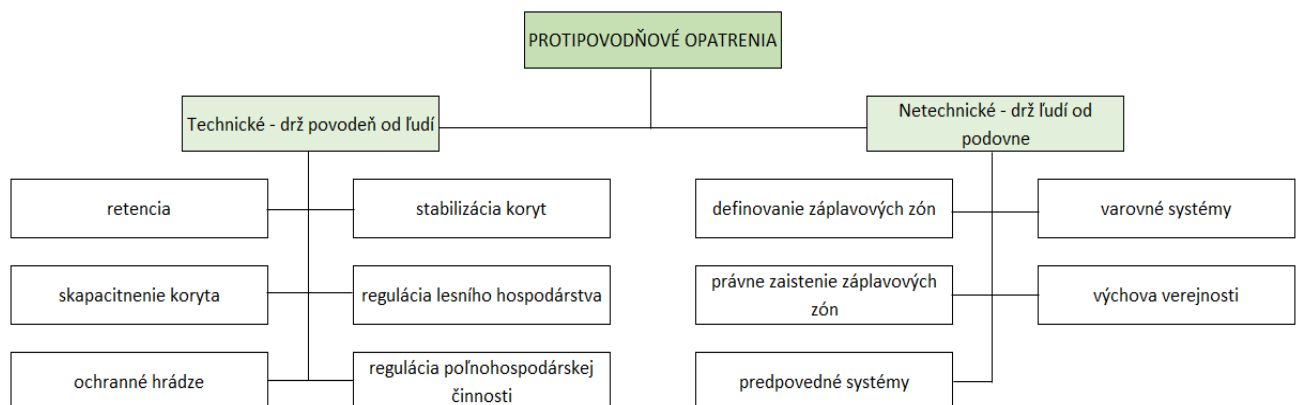 PROTIPOVODŇOVÉ OPATRENIA
Technické - drž povodeň od ľudí
Netechnické - drž ľudí od
podovne
retencia
stabilizácia koryt
definovanie záplavových zón
varovné systémy
skapacitnenie koryta
regulácia lesního hospodárstva
právne zaistenie záplavových
zón
výchova verejnosti
ochranné hrádze
regulácia poľnohospodárskej
činnosti
predpovedné systémy